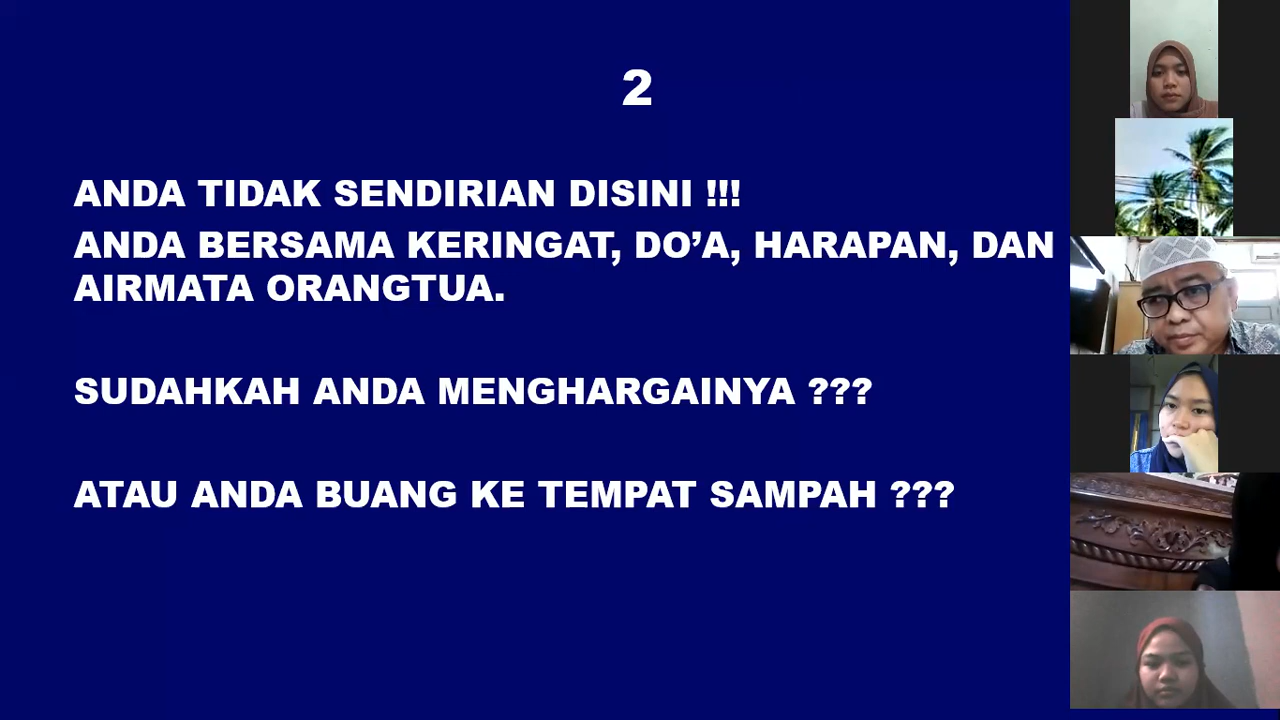 2
ANDA TIDAK SENDIRIAN DISINI !!!
ANDA BERSAMA KERINGAT, DO’A, HARAPAN, DAN
AIRMATA ORANGTUA.
SUDAHKAH ANDA MENGHARGAINYA ???
ATAU ANDA BUANG KE TEMPAT SAMPAH ???